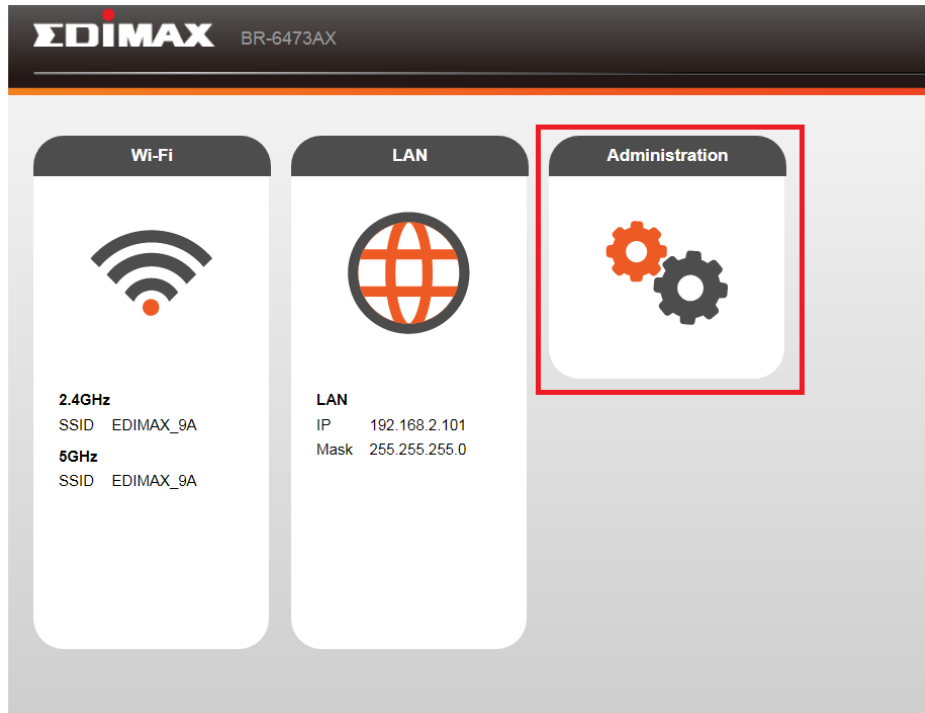 EDIMAX BR-6473AX
Wi-Fi
2.4GHz
SSID EDIMAX_9A
5GHz
SSID EDIMAX_9A
LAN
LAN
IP 192.168.2.101
Mask 255.255.255.0
Administration